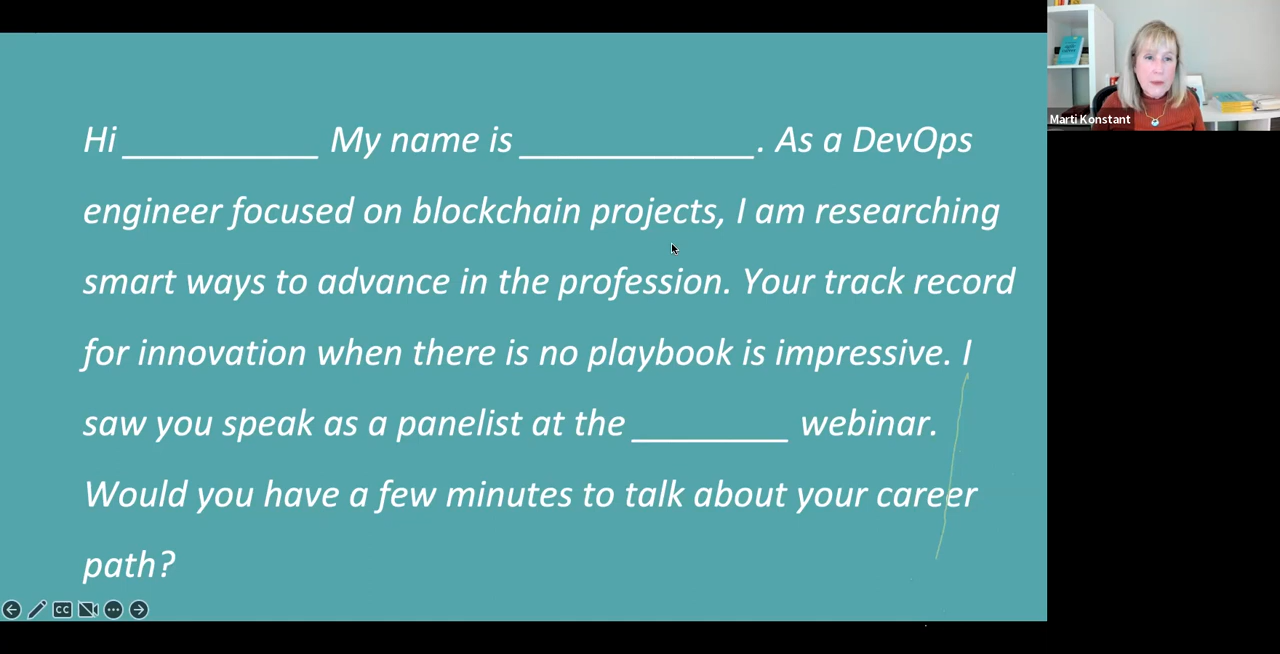 Hi ___________ My name is _____________. As a DevOps
engineer focused on blockchain projects, I am researching
smart ways to advance in the profession. Your track record
for innovation when there is no playbook is impressive. I
saw you speak as a panelist at the _________ webinar.
Would you have a few minutes to talk about your career
path?
Marti Konstant
CC